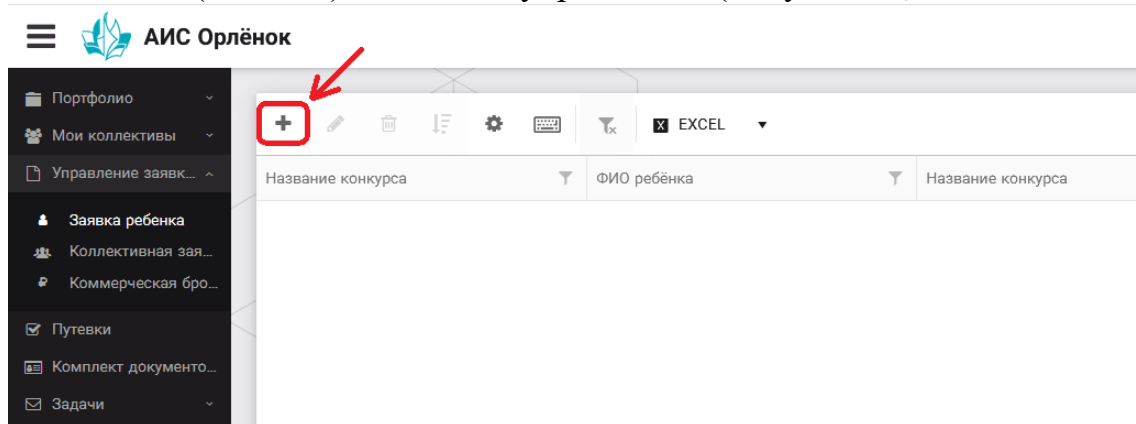 АИС Орлёнок
Портфолио
Мои коллективы
Управление заявк...
Заявка ребенка
Коллективная зая...
Коммерческая бро...
Путевки
Комплект документо...
Задачи
EXCEL
Название конкурса ФИО ребёнка Название конкурса